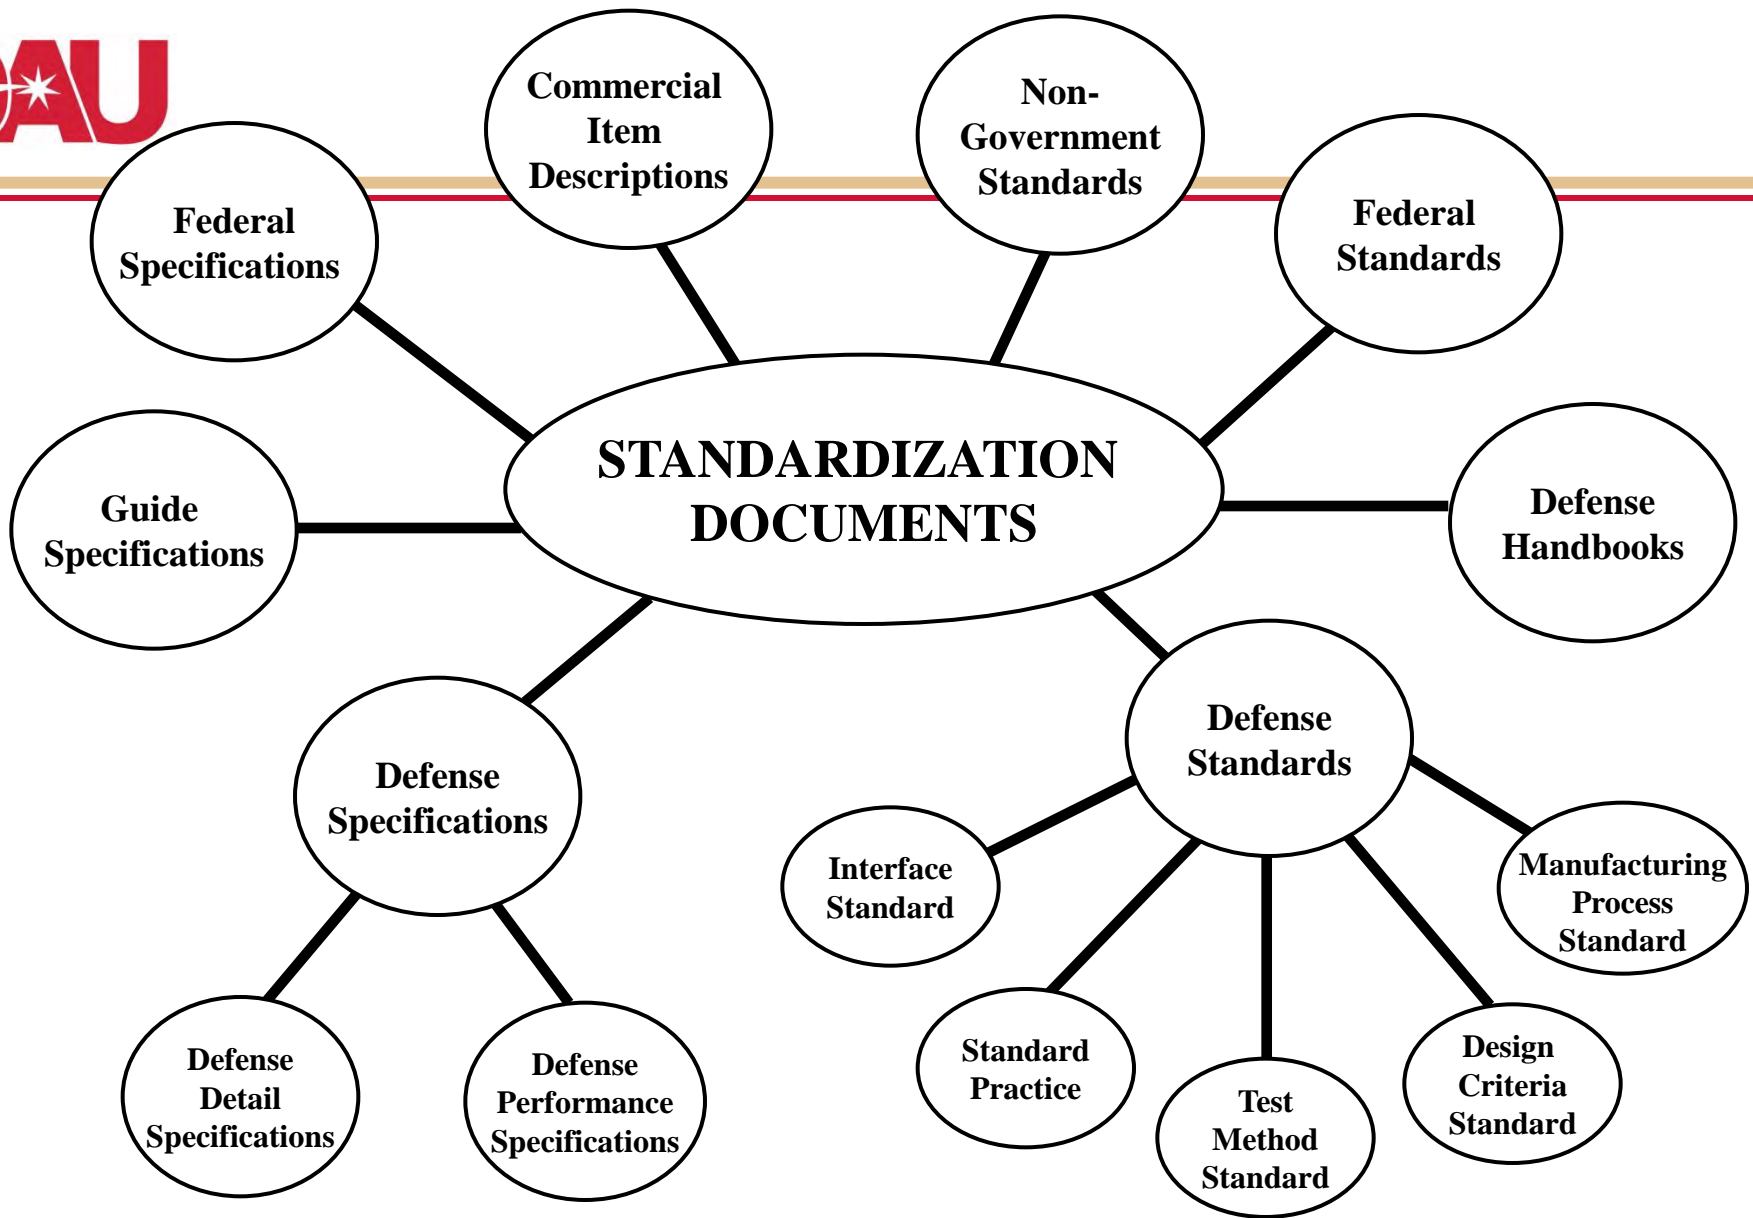 DAU
Commercial
Item
Descriptions
Non-
Government
Standards
Federal
Specifications
Federal
Standards
STANDARDIZATION
DOCUMENTS
Guide
Specifications
Defense
Handbooks
Defense
Specifications
Defense
Standards
Interface
Standard
Manufacturing
Process
Standard
Defense
Detail
Specifications
Defense
Performance
Specifications
Standard
Practice
Test
Method
Standard
Design
Criteria
Standard